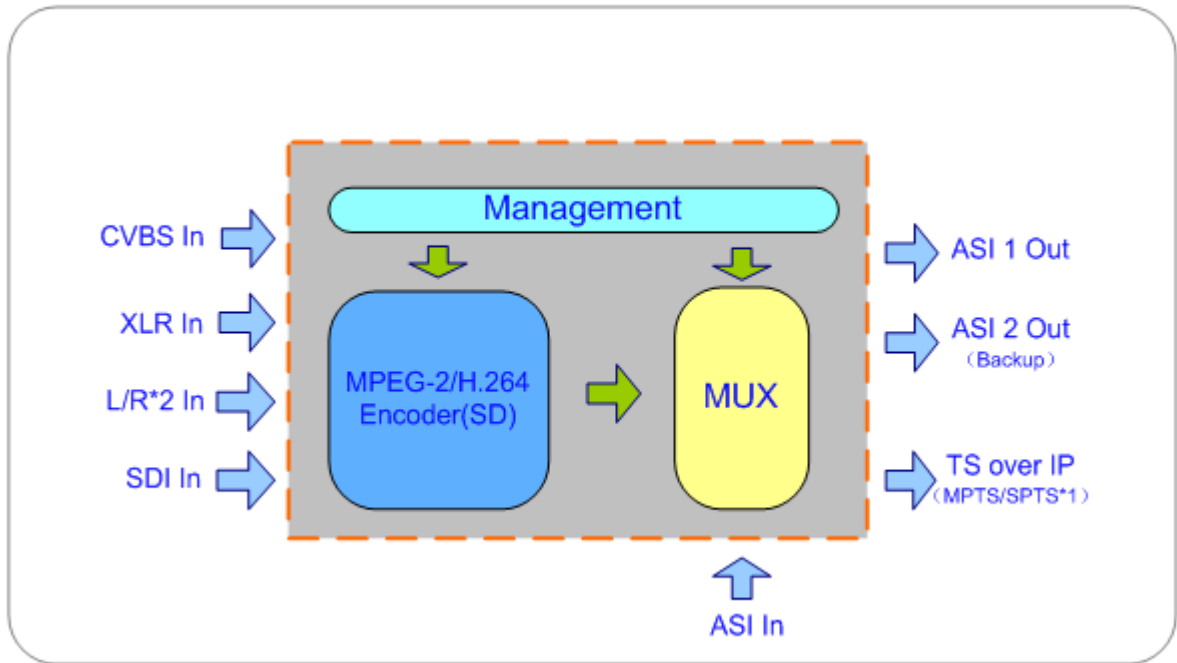 Management
CVBS In
XLR In
L/R*2 In
SDI In
MPEG-2/H.264
Encoder(SD)
MUX
ASI 1 Out
ASI 2 Out
（Backup）
TS over IP
（MPTS/SPTS*1）
ASI In